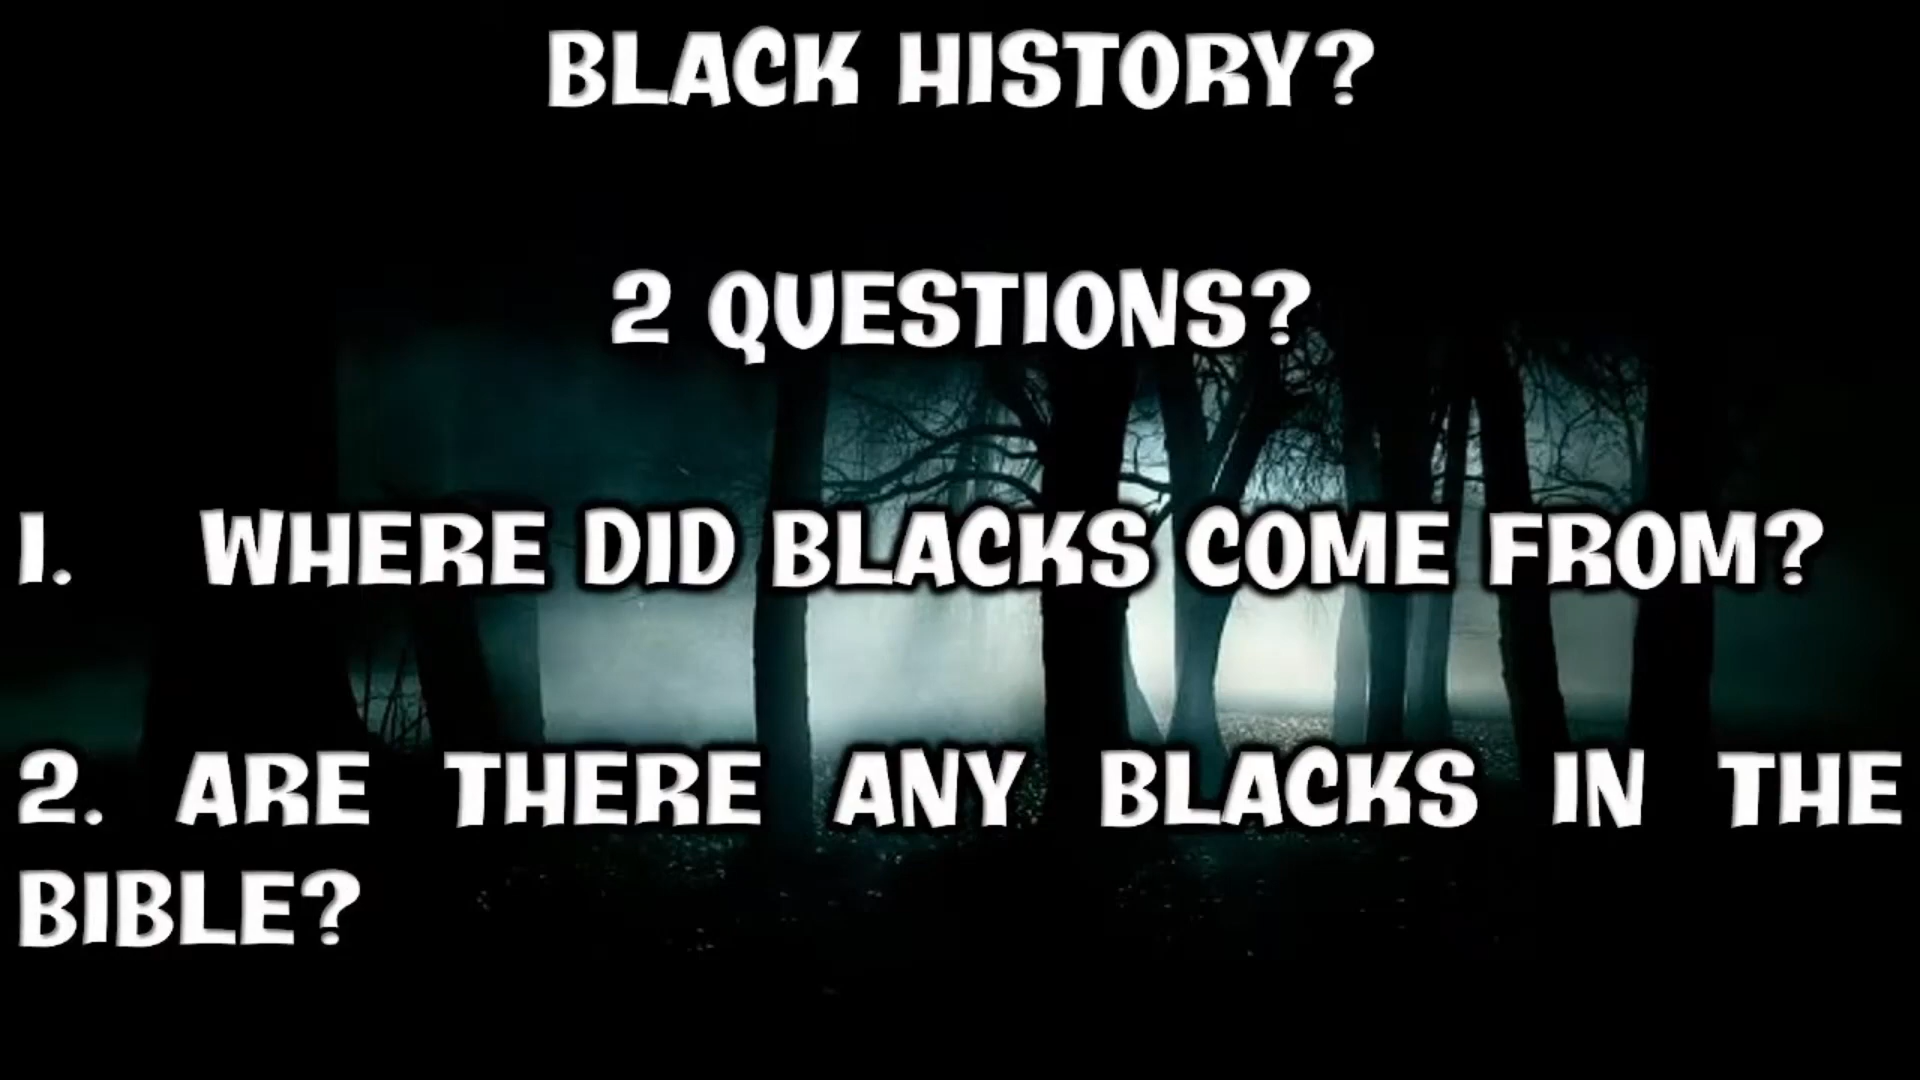 BLACK HISTORY?
2 QUESTIONS?
1. WHERE DID BLACKS COME FROM?
2. ARE THERE ANY BLACKS IN THE
BIBLE?